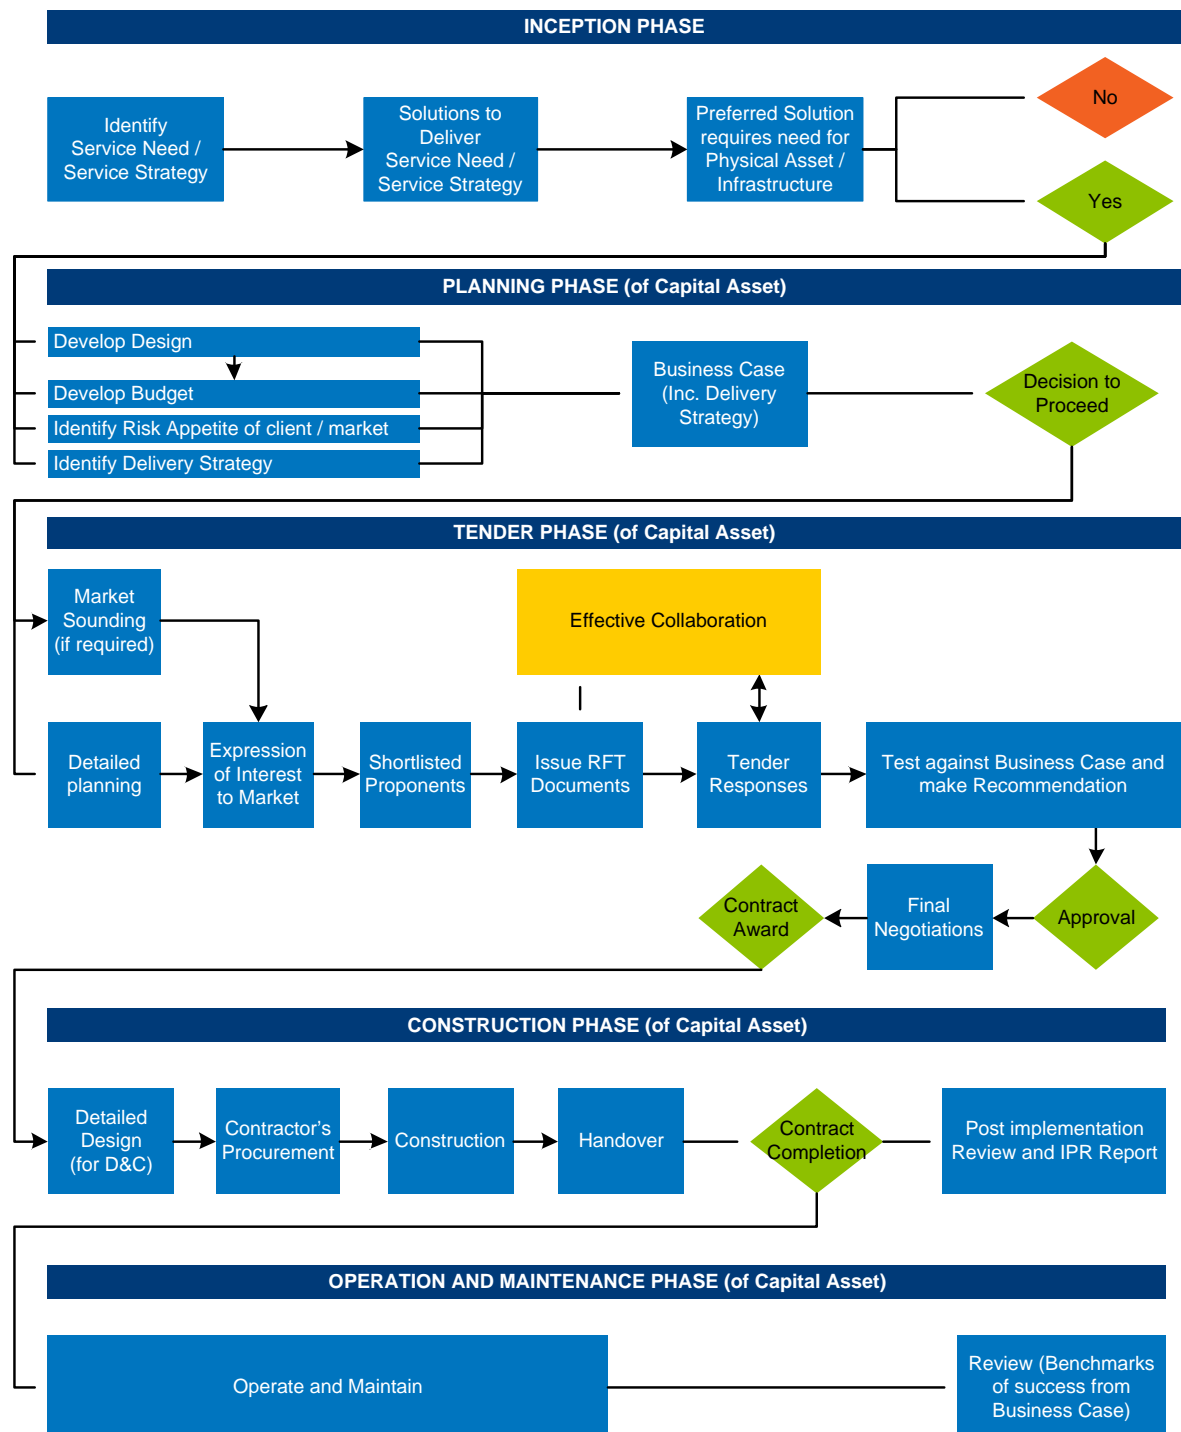 INCEPTION PHASE
Identify
Service Need /
Service Strategy
Solutions to
Deliver
Service Need /
Service Strategy
Preferred Solution
requires need for
Physical Asset /
Infrastructure
No
Yes
PLANNING PHASE (of Capital Asset)
Develop Design
Develop Budget
Identify Risk Appetite of client / market
Identify Delivery Strategy
Business Case
(Inc. Delivery
Strategy)
Decision to
Proceed
TENDER PHASE (of Capital Asset)
Market
Sounding
(if required)
Effective Collaboration
Detailed
planning
Expression
of Interest
to Market
Shortlisted
Proponents
Issue RFT
Documents
Tender
Responses
Test against Business Case and
make Recommendation
Contract
Award
Final
Negotiations
Approval
CONSTRUCTION PHASE (of Capital Asset)
Detailed
Design
(for D&C)
Contractor’s
Procurement
Construction
Handover
Contract
Completion
Post implementation
Review and IPR Report
OPERATION AND MAINTENANCE PHASE (of Capital Asset)
Operate and Maintain
Review (Benchmarks
of success from
Business Case)